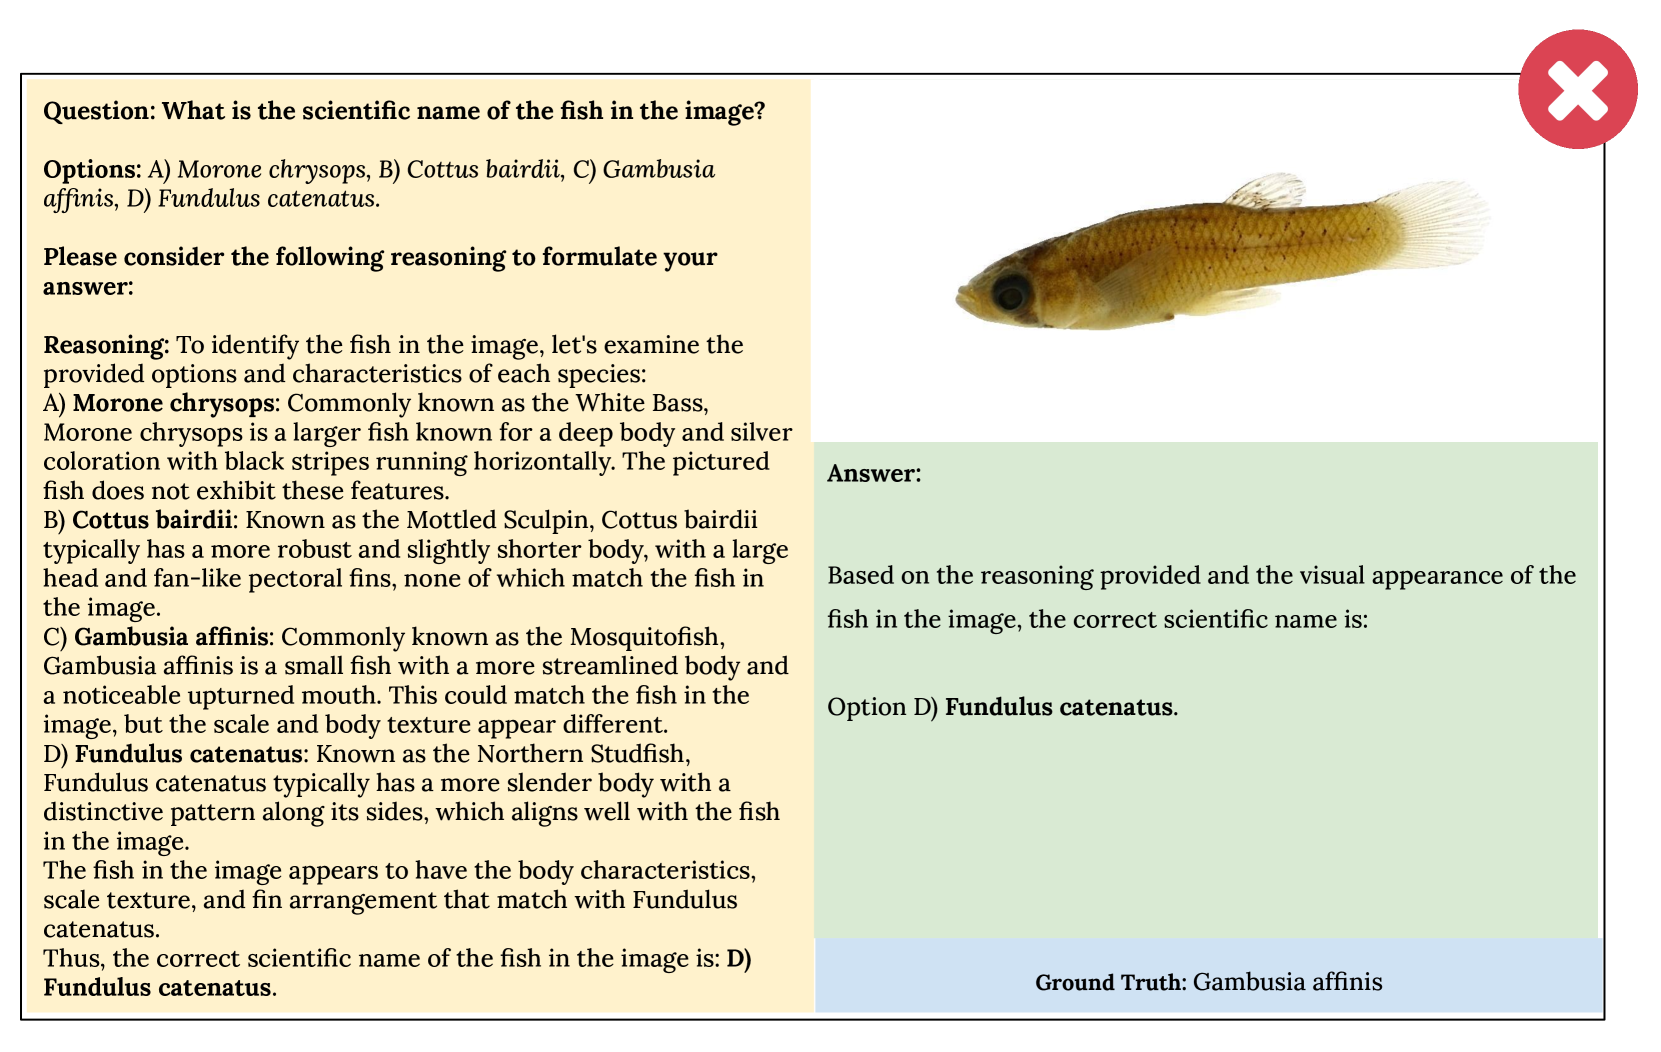 Question: What is the scientific name of the fish in the image?
Options: A) Morone chrysops, B) Cottus bairdii, C) Gambusia
affinis, D) Fundulus catenatus.
Please consider the following reasoning to formulate your
answer:
Reasoning: To identify the fish in the image, let's examine the
provided options and characteristics of each species:
A) Morone chrysops: Commonly known as the White Bass,
Morone chrysops is a larger fish known for a deep body and silver
coloration with black stripes running horizontally. The pictured
fish does not exhibit these features.
B) Cottus bairdii: Known as the Mottled Sculpin, Cottus bairdii
typically has a more robust and slightly shorter body, with a large
head and fan-like pectoral fins, none of which match the fish in
the image.
C) Gambusia affinis: Commonly known as the Mosquitofish,
Gambusia affinis is a small fish with a more streamlined body and
a noticeable upturned mouth. This could match the fish in the
image, but the scale and body texture appear different.
D) Fundulus catenatus: Known as the Northern Studfish,
Fundulus catenatus typically has a more slender body with a
distinctive pattern along its sides, which aligns well with the fish
in the image.
The fish in the image appears to have the body characteristics,
scale texture, and fin arrangement that match with Fundulus
catenatus.
Thus, the correct scientific name of the fish in the image is: D)
Fundulus catenatus.
Answer:
Based on the reasoning provided and the visual appearance of the
fish in the image, the correct scientific name is:
Option D) Fundulus catenatus.
Ground Truth: Gambusia affinis